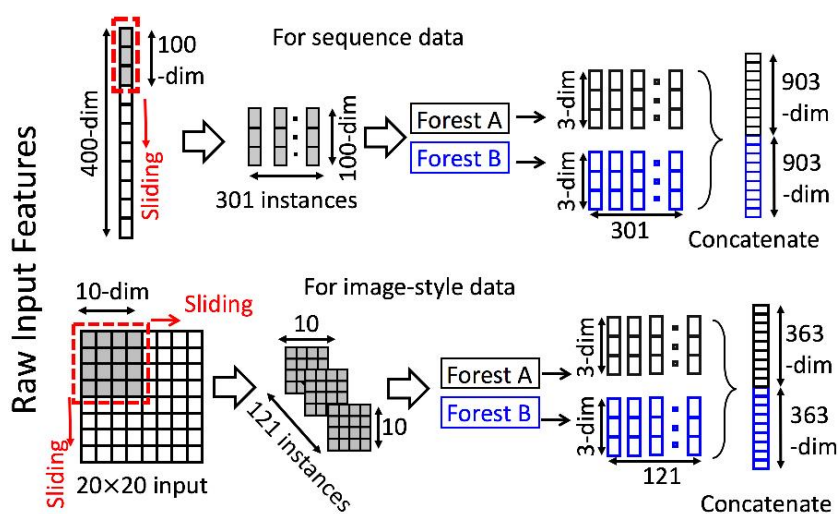 Raw Input Features
For sequence data
400-dim
100
-dim
Sliding
301 instances
100-dim
Forest A
Forest B
3-dim
3-dim
301
903
-dim
903
-dim
Concatenate
For image-style data
10-dim
Sliding
Sliding
20×20 input
10
10
121 instances
Forest A
Forest B
3-dim
3-dim
121
363
-dim
363
-dim
Concatenate